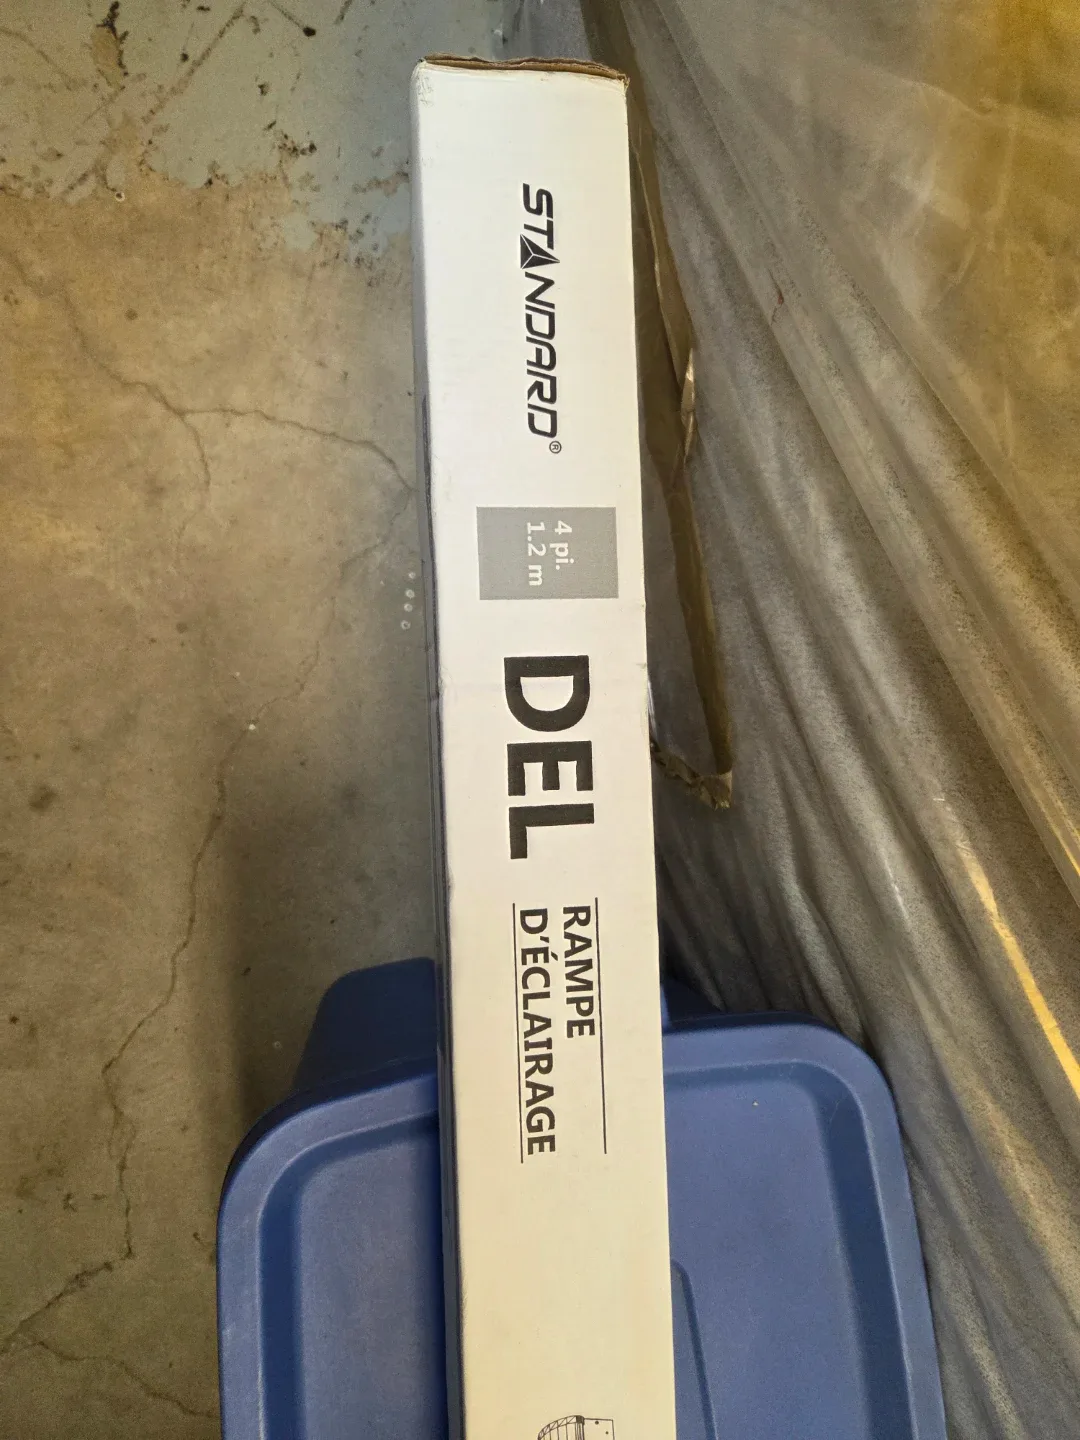 STANDARD®
4 pi.
1.2 m
DEL
RAMPE
D'ÉCLAIRAGE